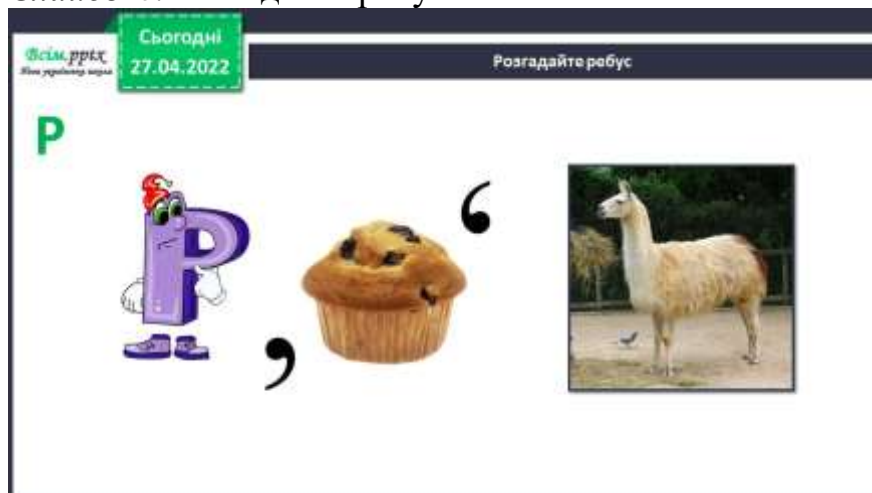 Всім.pptx
Нова українська школа
Сьогодні
27.04.2022
Розгадайте ребус
Р
Р
,
‘